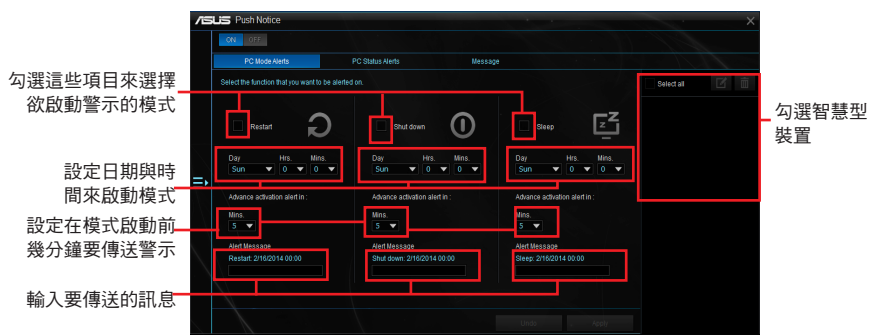 ASUS Push Notice
ON OFF
PC Mode Alerts PC Status Alerts Message
Select the function that you want to be alerted on.
Select all
勾選這些項目來選擇
欲啟動警示的模式
勾選智慧型
裝置
Restart Shut down Sleep
Day Hrs. Mins. Day Hrs. Mins. Day Hrs. Mins.
Sun 0 0 Sun 0 0 Sun 0 0
設定日期與時
間來啟動模式
Advance activation alert in : Advance activation alert in : Advance activation alert in :
Mins. Mins. Mins.
5 5 5
設定在模式啟動前
幾分鐘要傳送警示
Alert Message Alert Message Alert Message
Restart: 2/16/2014 00:00 Shut down: 2/16/2014 00:00 Sleep: 2/16/2014 00:00
輸入要傳送的訊息
Undo Apply